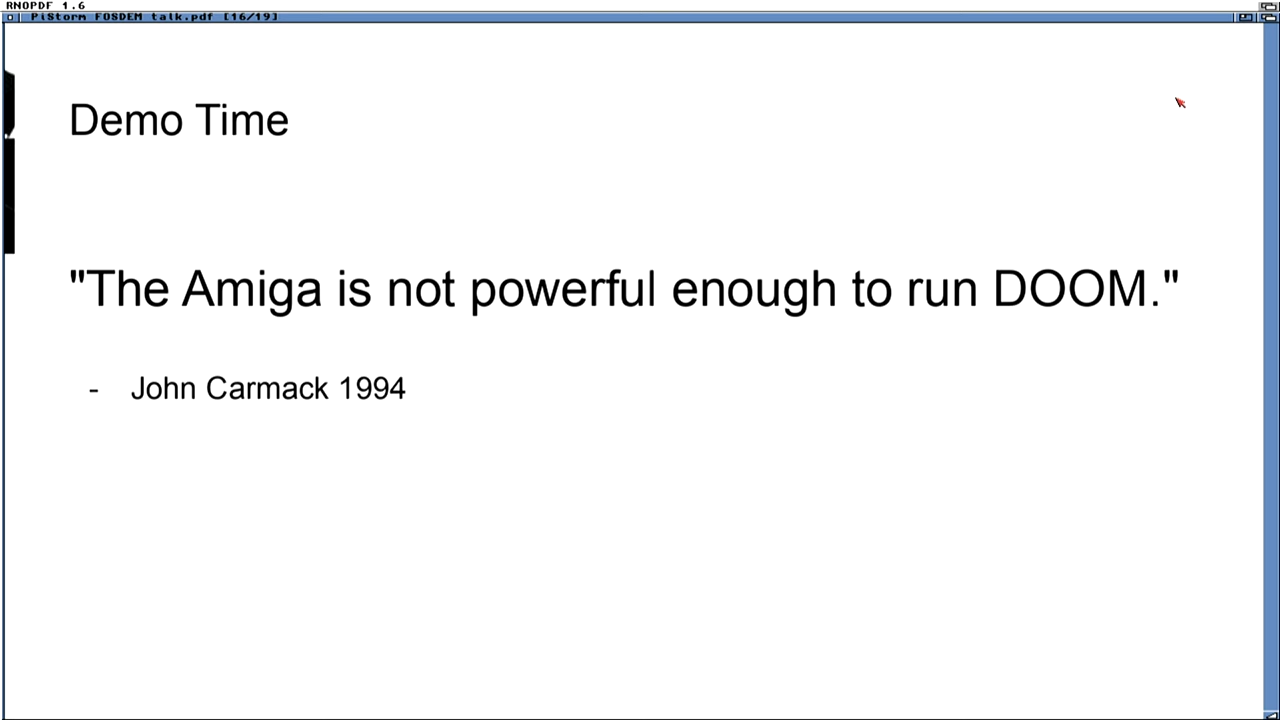 RNOPDF 1.6
PiStorm FOSDEM talk.pdf [16/19]
Demo Time
"The Amiga is not powerful enough to run DOOM."
- John Carmack 1994